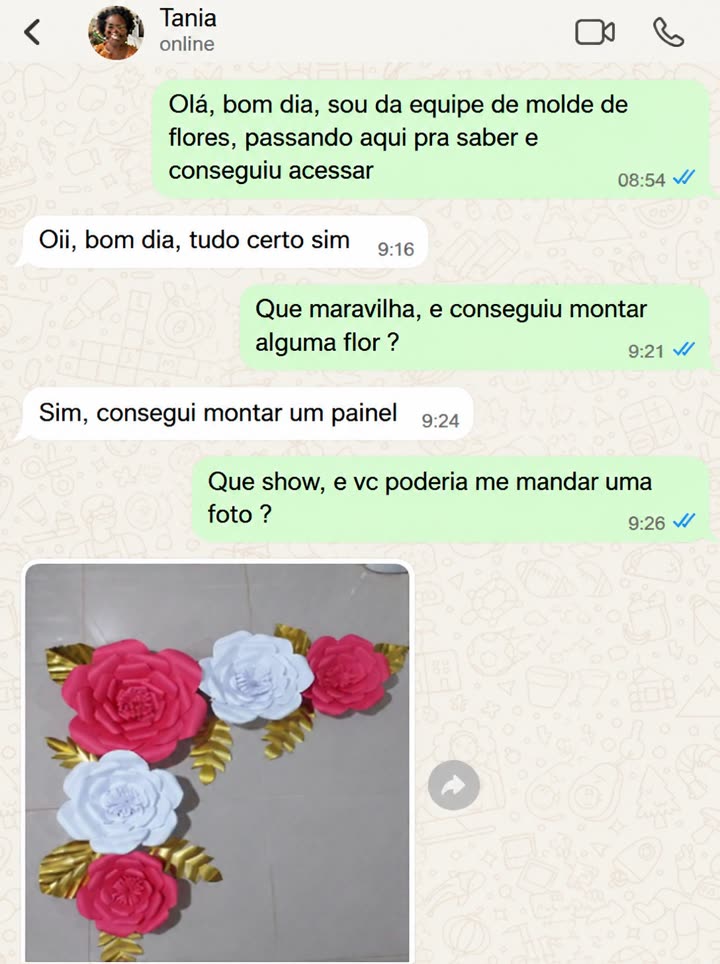 Tania
online
Olá, bom dia, sou da equipe de molde de
flores, passando aqui pra saber e
conseguiu acessar
08:54
Oii, bom dia, tudo certo sim
9:16
Que maravilha, e conseguiu montar
alguma flor ?
9:21
Sim, consegui montar um painel
9:24
Que show, e vc poderia me mandar uma
foto ?
9:26